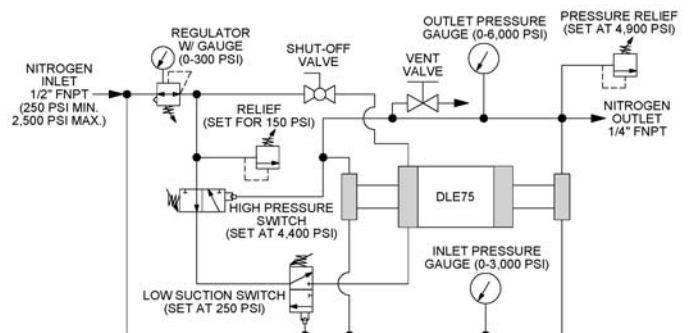 REGULATOR
W/ GAUGE
(0-300 PSI)
SHUT-OFF
VALVE
OUTLET PRESSURE
GAUGE (0-6,000 PSI)
PRESSURE RELIEF
(SET AT 4,900 PSI)
NITROGEN
INLET
1/2" FNPT
(250 PSI MIN.
2,500 PSI MAX.)
VENT
VALVE
RELIEF
(SET FOR 150 PSI)
NITROGEN
OUTLET
1/4" FNPT
DLE75
HIGH PRESSURE
SWITCH
(SET AT 4,400 PSI)
INLET PRESSURE
GAUGE (0-3,000 PSI)
LOW SUCTION SWITCH
(SET AT 250 PSI)